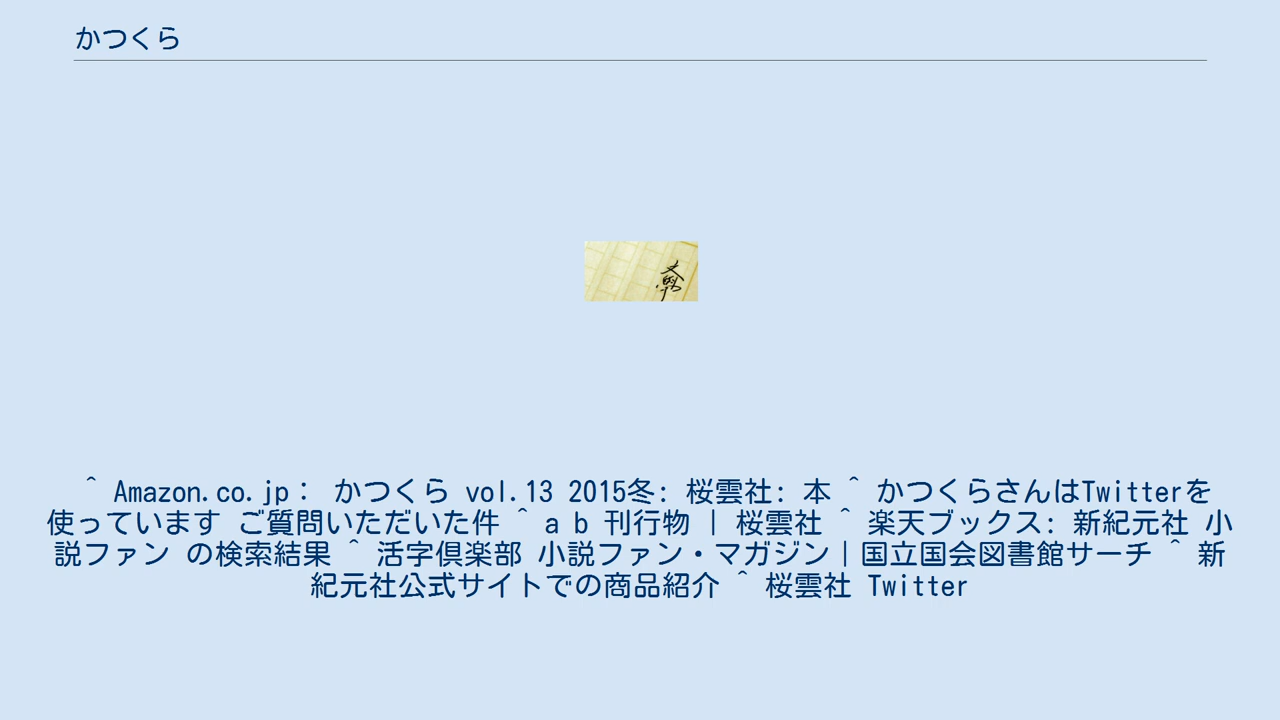 かつくら
^ Amazon.co.jp： かつくら vol.13 2015冬: 桜雲社: 本 ^ かつくらさんはTwitterを
使っています ご質問いただいた件 ^ a b 刊行物 | 桜雲社 ^ 楽天ブックス: 新紀元社 小
説ファン の検索結果 ^ 活字倶楽部 小説ファン・マガジン｜国立国会図書館サーチ ^ 新
紀元社公式サイトでの商品紹介 ^ 桜雲社 Twitter